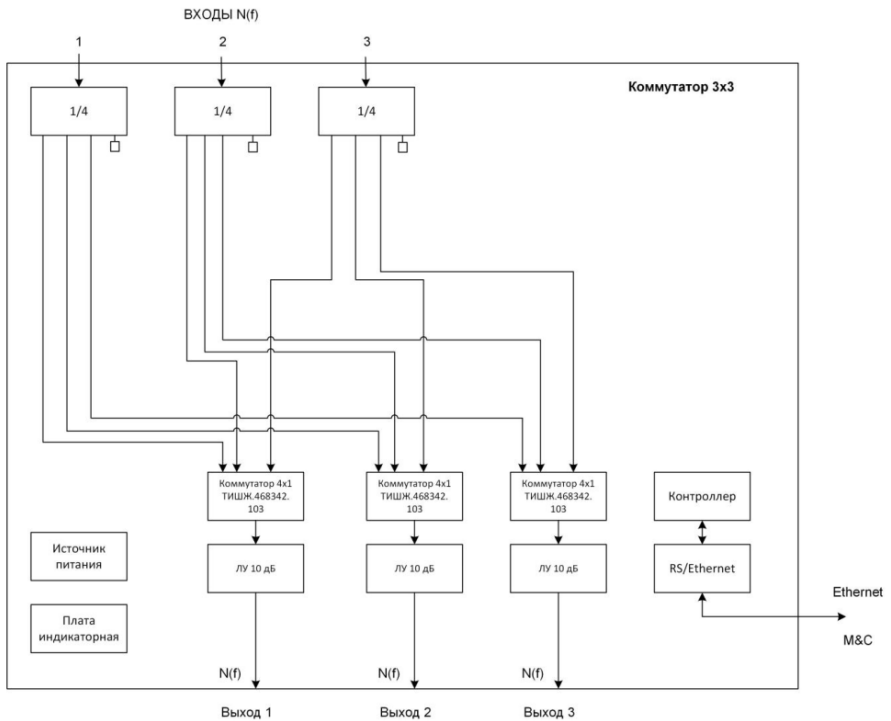 ВХОДЫ N(f)
1
2
3
Коммутатор 3х3
1/4
1/4
1/4
Коммутатор 4х1
ТИШЖ.468342.
103
Коммутатор 4х1
ТИШЖ.468342.
103
Коммутатор 4х1
ТИШЖ.468342.
103
Контроллер
Источник
питания
ЛУ 10 дБ
ЛУ 10 дБ
ЛУ 10 дБ
RS/Ethernet
Ethernet
Плата
индикаторная
M&C
N(f)
N(f)
N(f)
Выход 1
Выход 2
Выход 3